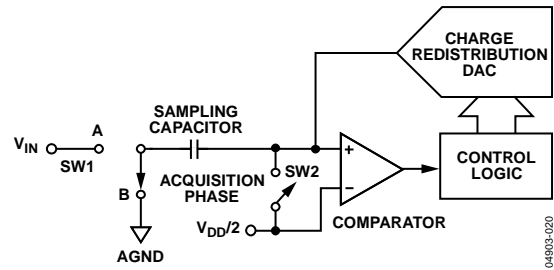 CHARGE
REDISTRIBUTION
DAC
SAMPLING
CAPACITOR
A
VIN
SW1
+
SW2
ACQUISITION
PHASE
–
CONTROL
LOGIC
B
VDD/2
COMPARATOR
AGND
04903-020